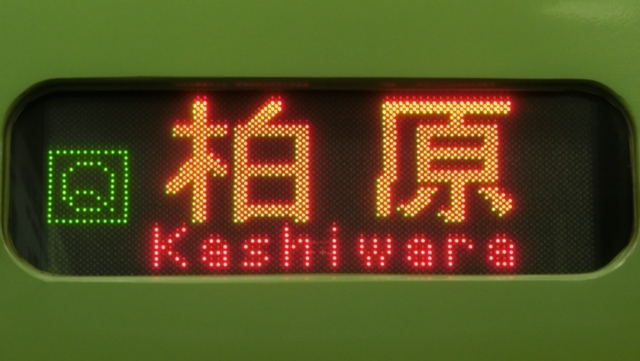 Q 柏原
Kashiwara